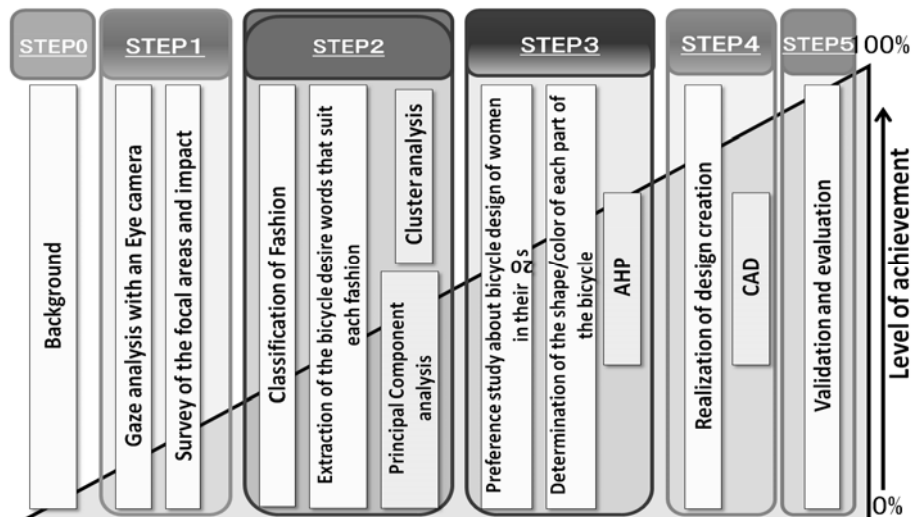 STEP0
Background
STEP1
Gaze analysis with an Eye camera
Survey of the focal areas and impact
STEP2
Classification of Fashion
Extraction of the bicycle desire words that suit
each fashion
Cluster analysis
Principal Component
analysis
STEP3
Preference study about bicycle design of women
in their 20s
Determination of the shape/color of each part of
the bicycle
AHP
STEP4
Realization of design creation
CAD
STEP5
Validation and evaluation
100%
Level of achievement
0%